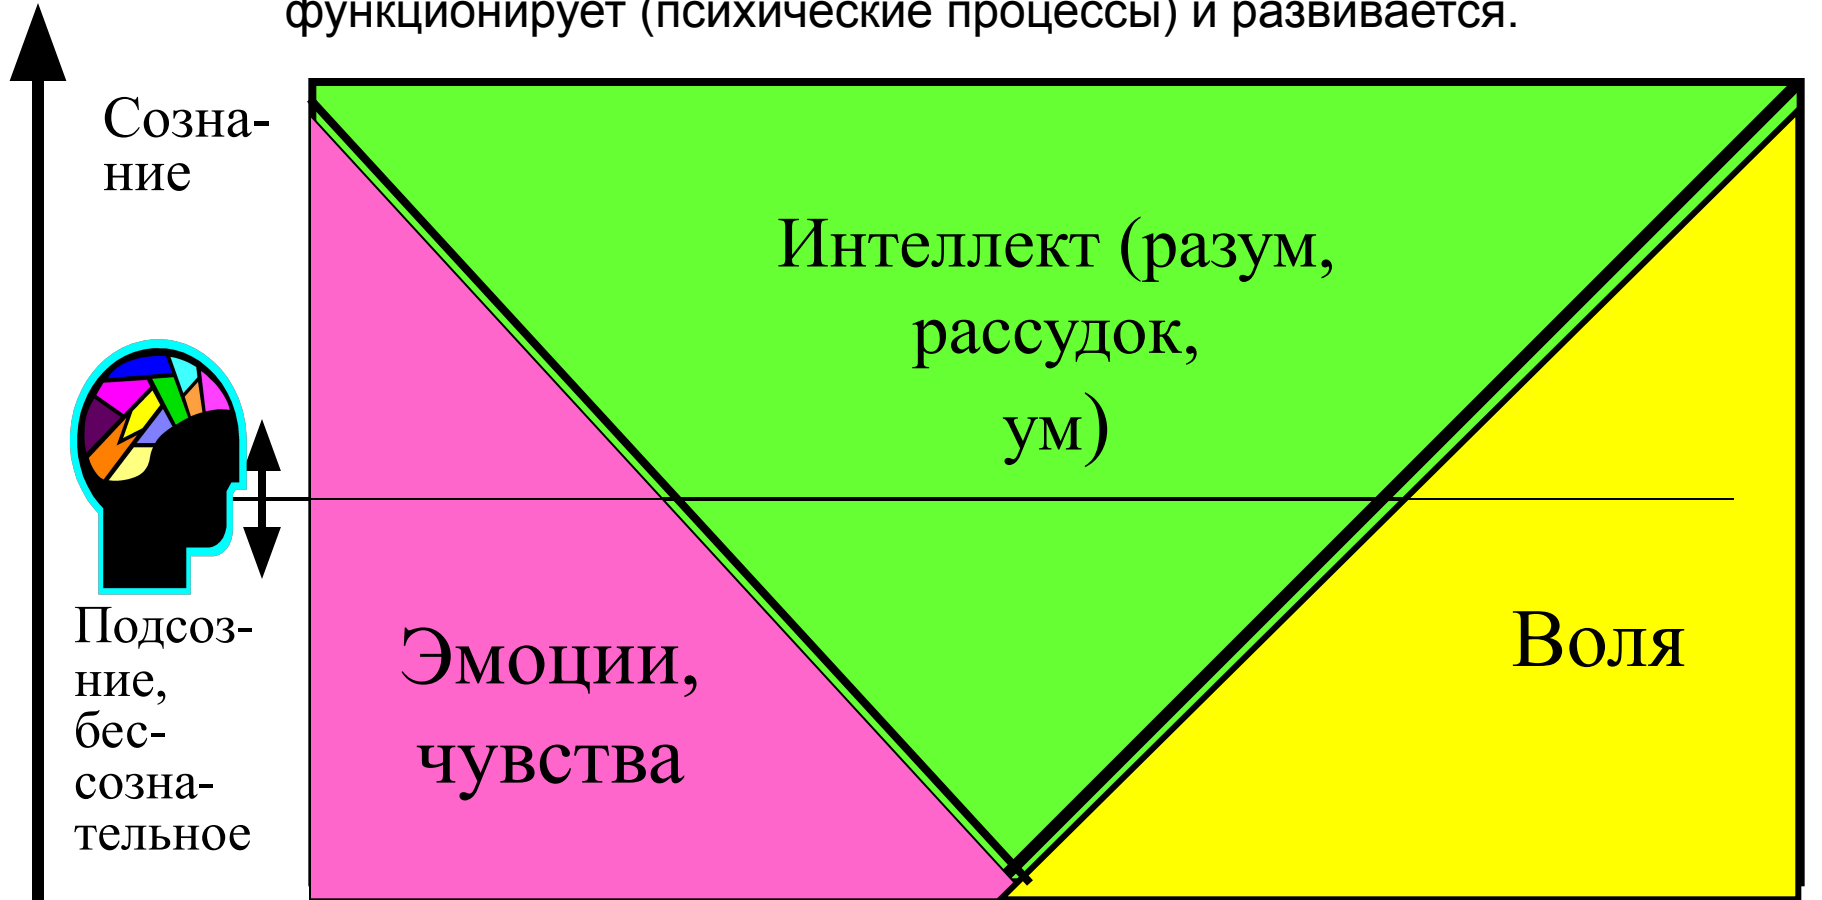 функционирует (психические процессы) и развивается.
Созна-
ние
Интеллект (разум,
рассудок,
ум)
Подсоз-
ние,
бес-
созна-
тельное
Эмоции,
чувства
Воля